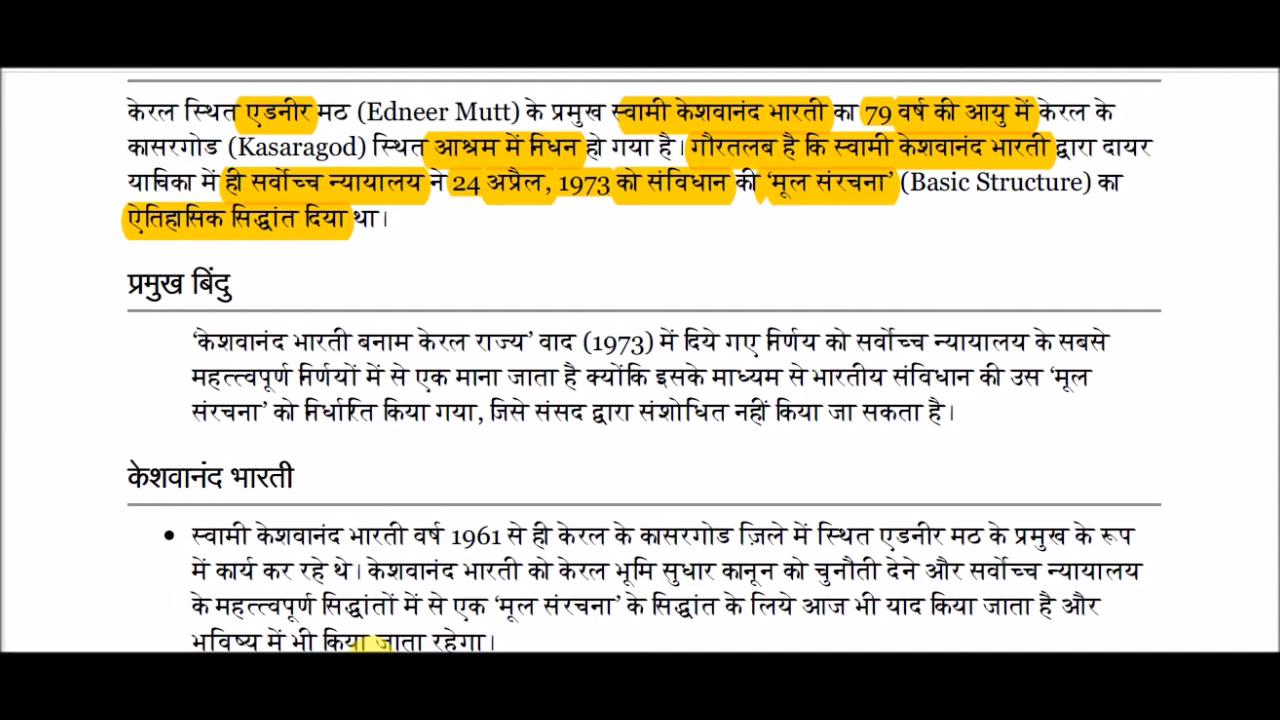 केरल स्थित एडनीर मठ (Edneer Mutt) के प्रमुख स्वामी केशवानंद भारती का 79 वर्ष की आयु में केरल के
कासरगोड (Kasaragod) स्थित आश्रम में निधन हो गया है। गौरतलब है कि स्वामी केशवानंद भारती द्वारा दायर
याचिका में ही सर्वोच्च न्यायालय ने 24 अप्रैल, 1973 को संविधान की ‘मूल संरचना’ (Basic Structure) का
ऐतिहासिक सिद्धांत दिया था।
प्रमुख बिंदु
‘केशवानंद भारती बनाम केरल राज्य’ वाद (1973) में दिये गए निर्णय को सर्वोच्च न्यायालय के सबसे
महत्त्वपूर्ण निर्णयों में से एक माना जाता है क्योंकि इसके माध्यम से भारतीय संविधान की उस ‘मूल
संरचना’ को निर्धारित किया गया, जिसे संसद द्वारा संशोधित नहीं किया जा सकता है।
केशवानंद भारती
• स्वामी केशवानंद भारती वर्ष 1961 से ही केरल के कासरगोड ज़िले में स्थित एडनीर मठ के प्रमुख के रूप
में कार्य कर रहे थे। केशवानंद भारती को केरल भूमि सुधार कानून को चुनौती देने और सर्वोच्च न्यायालय
के महत्त्वपूर्ण सिद्धांतों में से एक ‘मूल संरचना’ के सिद्धांत के लिये आज भी याद किया जाता है और
भविष्य में भी किया जाता रहेगा।